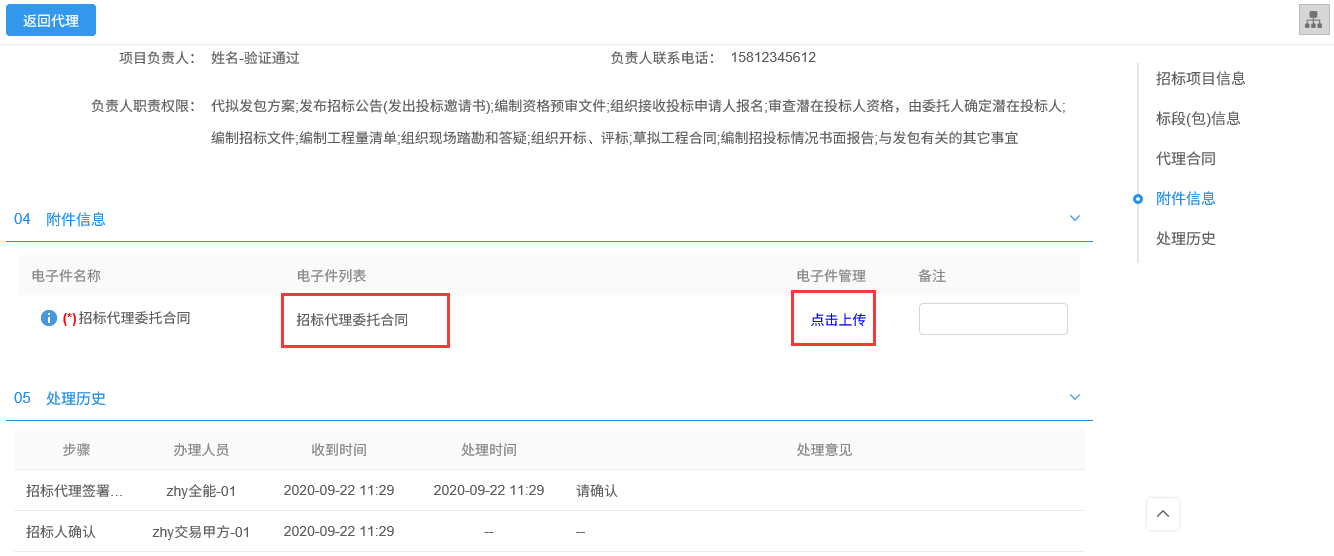 返回代理
项目负责人： 姓名-验证通过 负责人联系电话： 15812345612
负责人职责权限： 代拟发包方案;发布招标公告(发出投标邀请书);编制资格预审文件;组织接收投标申请人报名;审查潜在投标人资格，由委托人确定潜在投标人;
编制招标文件;编制工程量清单;组织现场踏勘和答疑;组织开标、评标;草拟工程合同;编制招投标情况书面报告;与发包有关的其它事宜
04 附件信息
电子件名称 电子件列表 电子件管理 备注
(*)招标代理委托合同 招标代理委托合同 点击上传
05 处理历史
步骤 办理人员 收到时间 处理时间 处理意见
招标代理签署... zhy全能-01 2020-09-22 11:29 2020-09-22 11:29 请确认
招标人确认 zhy交易甲方-01 2020-09-22 11:29 -- --
招标项目信息
标段(包)信息
代理合同
附件信息
处理历史